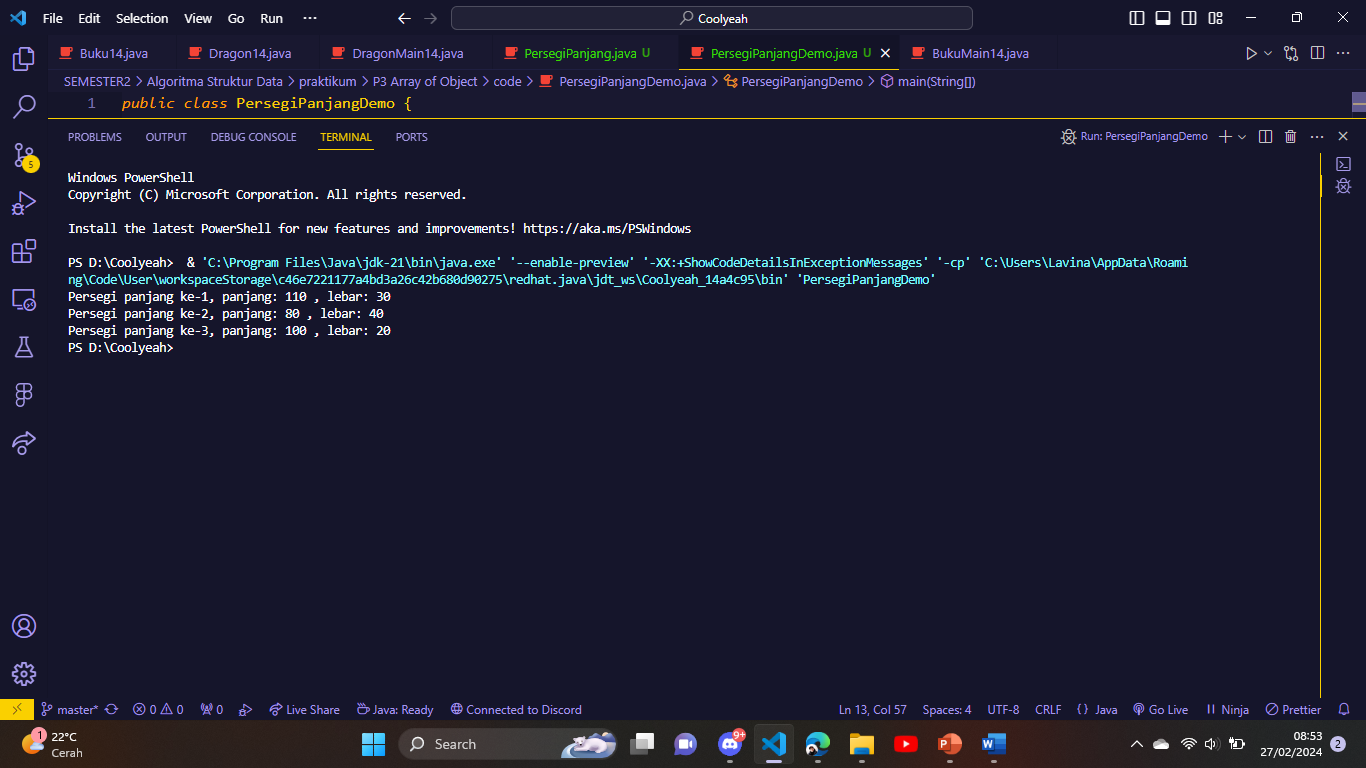 File Edit Selection View Go Run ··· Coolyeah
Buku14.java Dragon14.java DragonMain14.java PersegiPanjang.java U PersegiPanjangDemo.java U BukuMain14.java
SEMESTER2 > Algoritma Struktur Data > praktikum > P3 Array of Object > code > PersegiPanjangDemo.java > PersegiPanjangDemo > main(String[])
1 public class PersegiPanjangDemo {
PROBLEMS OUTPUT DEBUG CONSOLE TERMINAL PORTS Run: PersegiPanjangDemo
Windows PowerShell
Copyright (C) Microsoft Corporation. All rights reserved.
Install the latest PowerShell for new features and improvements! https://aka.ms/PSWindows
PS D:\Coolyeah> & 'C:\Program Files\Java\jdk-21\bin\java.exe' '--enable-preview' '-XX:+ShowCodeDetailsInExceptionMessages' '-cp' 'C:\Users\Lavina\AppData\Roami
ng\Code\User\workspaceStorage\c46e7221177a4bd3a26c42b680d90275\redhat.java\jdt_ws\Coolyeah_14a4c95\bin' 'PersegiPanjangDemo'
Persegi panjang ke-1, panjang: 110 , lebar: 30
Persegi panjang ke-2, panjang: 80 , lebar: 40
Persegi panjang ke-3, panjang: 100 , lebar: 20
PS D:\Coolyeah>
5
master* 0 0 0 Live Share Java: Ready Connected to Discord Ln 13, Col 57 Spaces: 4 UTF-8 CRLF {} Java Go Live Ninja Prettier
1 22°C Search 9+ 08:53
Cerah 27/02/2024 2